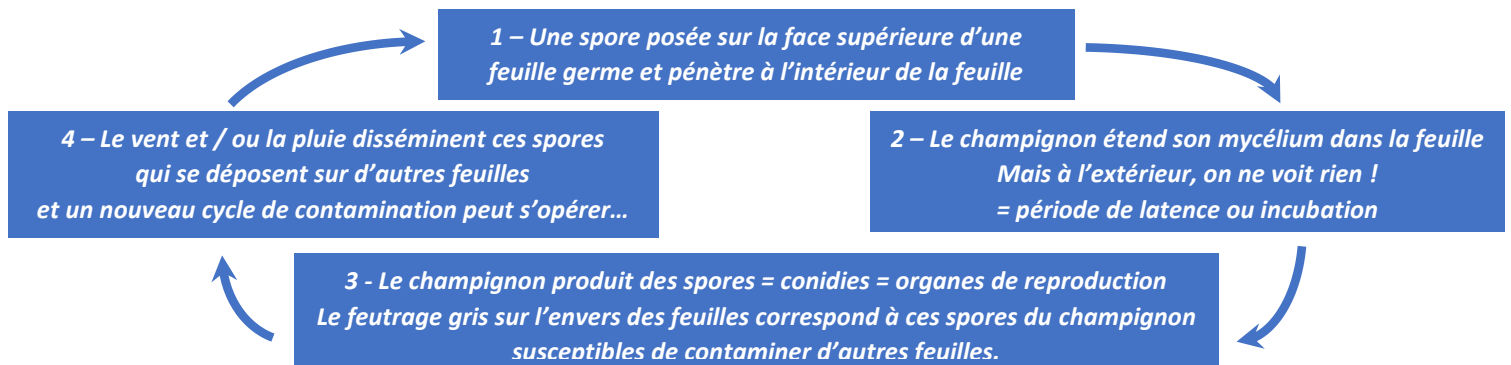 1 – Une spore posée sur la face supérieure d’une
feuille germe et pénètre à l’intérieur de la feuille
2 – Le champignon étend son mycélium dans la feuille
Mais à l’extérieur, on ne voit rien !
= période de latence ou incubation
3 - Le champignon produit des spores = conidies = organes de reproduction
Le feutrage gris sur l’envers des feuilles correspond à ces spores du champignon
susceptibles de contaminer d’autres feuilles.
4 – Le vent et / ou la pluie disséminent ces spores
qui se déposent sur d’autres feuilles
et un nouveau cycle de contamination peut s’opérer…